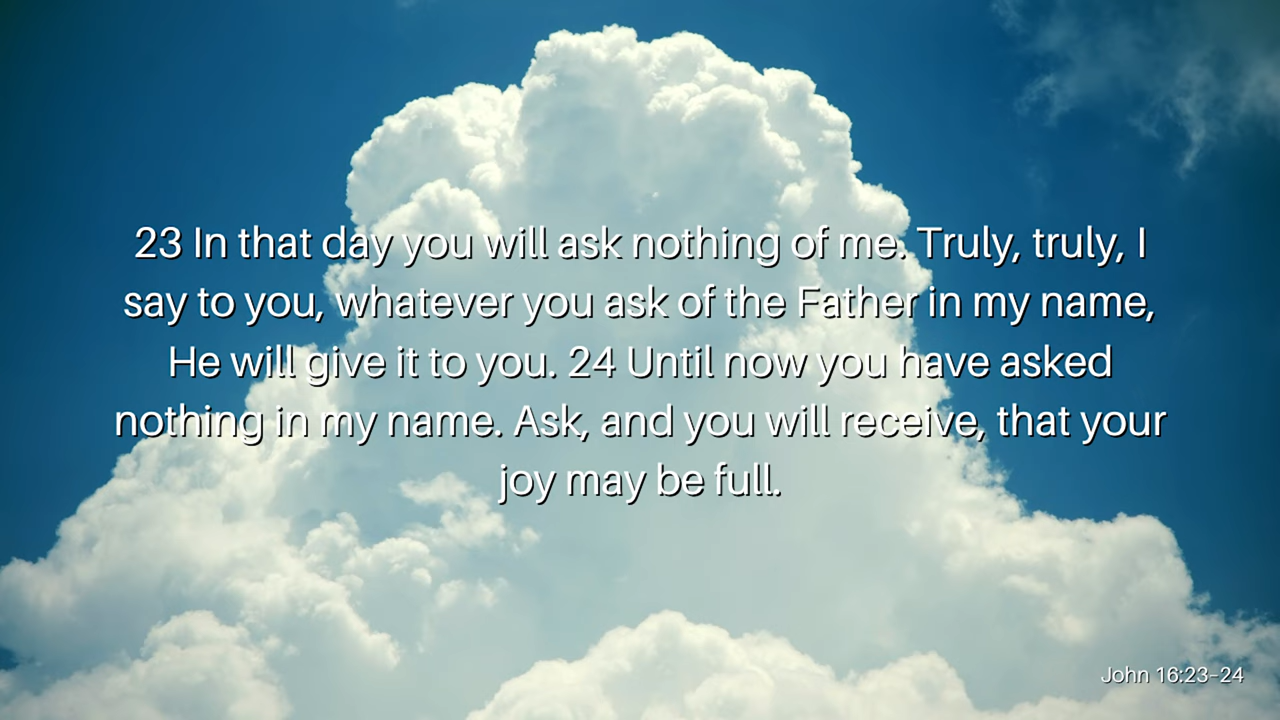 23 In that day you will ask nothing of me. Truly, truly, I
say to you, whatever you ask of the Father in my name,
He will give it to you. 24 Until now you have asked
nothing in my name. Ask, and you will receive, that your
joy may be full.
John 16:23–24